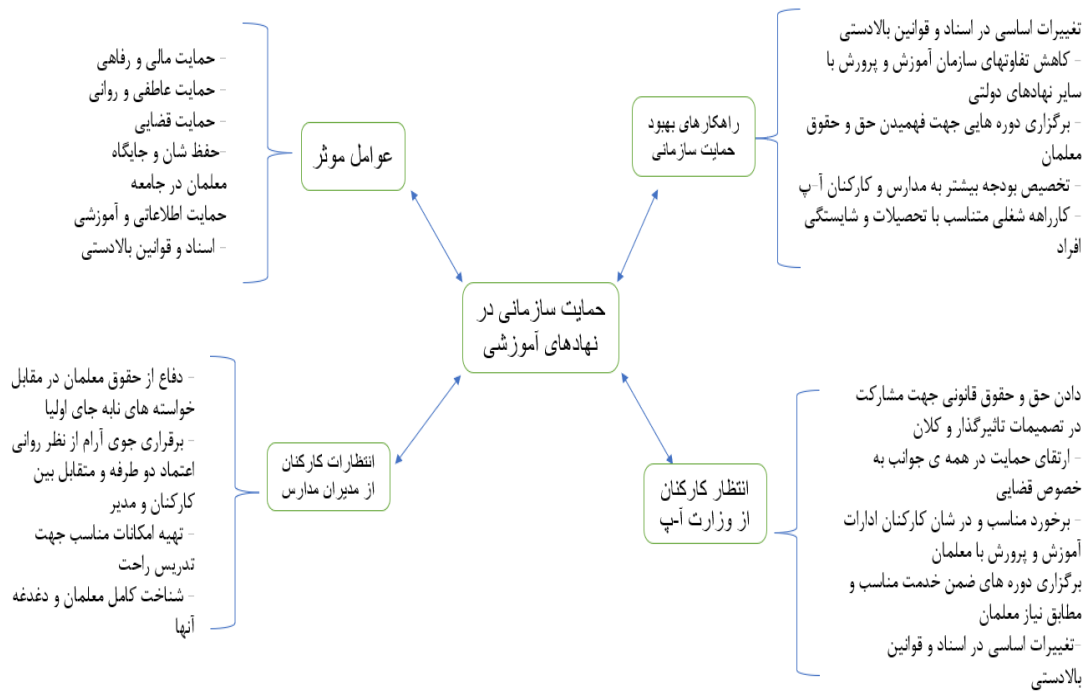 تغییرات اساسی در اسناد و قوانین بالادستی
- کاهش تفاوتهای سازمان آموزش و پرورش با
سایر نهادهای دولتی
- برگزاری دوره هایی جهت فهمیدن حق و حقوق
معلمان
- تخصیص بودجه بیشتر به مدارس و کارکنان آ-پ
- کارراهه شغلی متناسب با تحصیلات و شایستگی
افراد
راهکارهای بهبود
حمایت سازمانی
عوامل موثر
- حمایت مالی و رفاهی
- حمایت عاطفی و روانی
- حمایت قضایی
-حفظ شان و جایگاه
معلمان در جامعه
حمایت اطلاعاتی و آموزشی
- اسناد و قوانین بالادستی
حمایت سازمانی در
نهادهای آموزشی
انتظار کارکنان
از وزارت آ-پ
دادن حق و حقوق قانونی جهت مشارکت
در تصمیمات تاثیرگذار و کلان
- ارتقای حمایت در همه ی جوانب به
خصوص قضایی
- برخورد مناسب و در شان کارکنان ادارات
آموزش و پرورش با معلمان
برگزاری دوره های ضمن خدمت مناسب و
مطابق نیاز معلمان
-تغییرات اساسی در اسناد و قوانین
بالادستی
انتظارات کارکنان
از مدیران مدارس
- دفاع از حقوق معلمان در مقابل
خواسته های نابه جای اولیا
- برقراری جوی آرام از نظر روانی
اعتماد دو طرفه و متقابل بین
کارکنان و مدیر
- تهیه امکانات مناسب جهت
تدریس راحت
- شناخت کامل معلمان و دغدغه
آنها